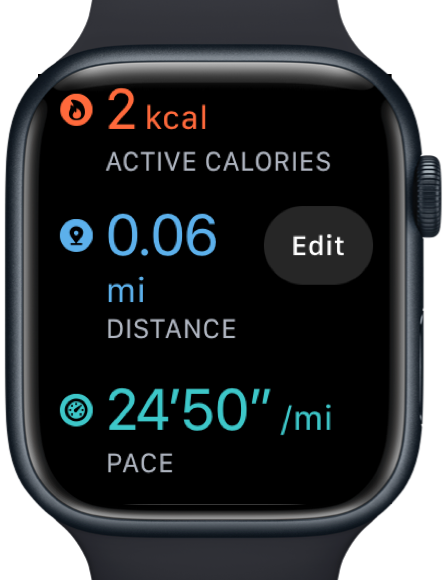 2 kcal
ACTIVE CALORIES
0.06
mi
Edit
DISTANCE
24'50" /mi
PACE